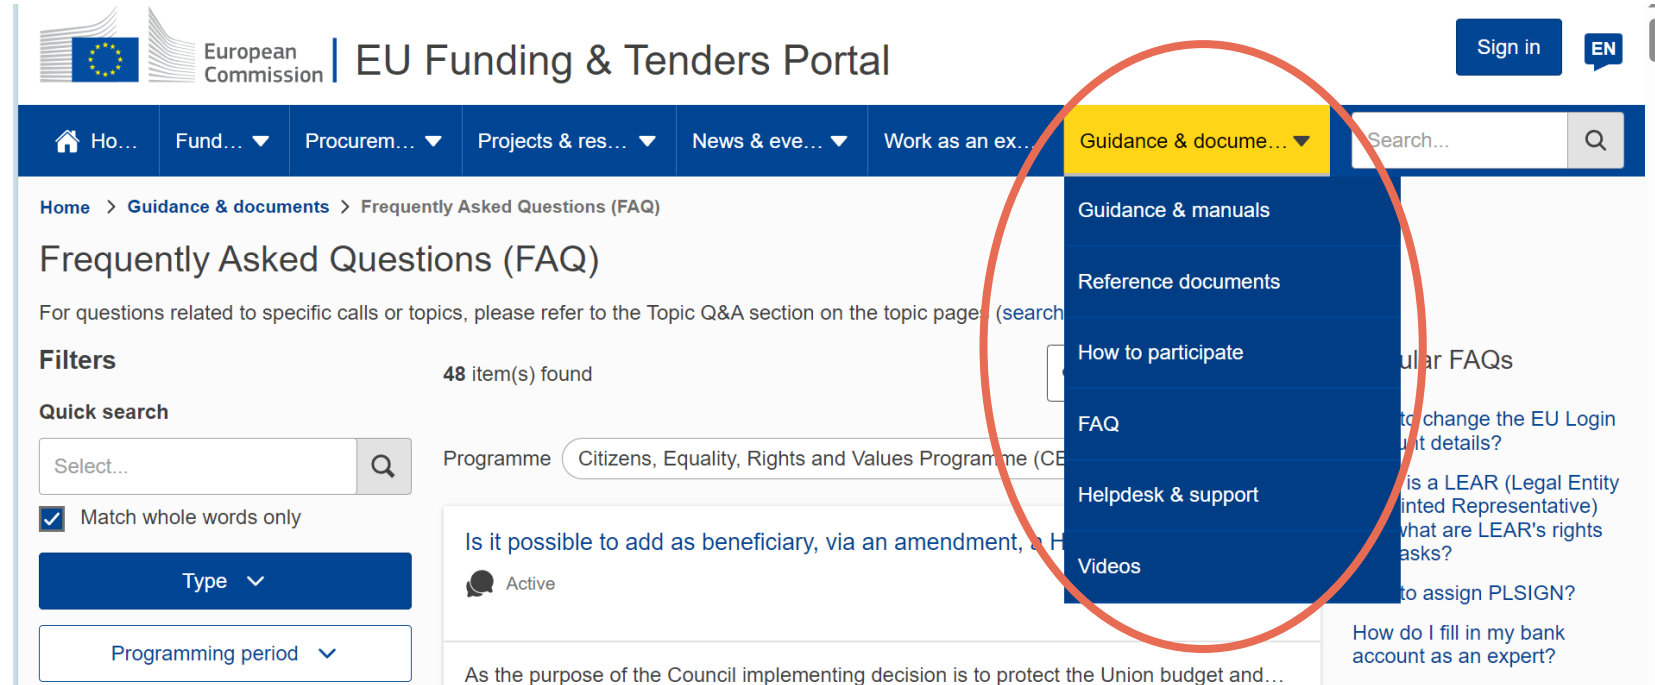 European
Commission
EU Funding & Tenders Portal
Sign in
EN
Ho...
Fund...
Procurem...
Projects & res...
News & eve...
Work as an ex...
Guidance & docume...
Search...
Home > Guidance & documents > Frequently Asked Questions (FAQ)
Frequently Asked Questions (FAQ)
For questions related to specific calls or topics, please refer to the Topic Q&A section on the topic pages (search
Guidance & manuals
Reference documents
How to participate
FAQ
Helpdesk & support
Videos
Filters
Quick search
Select...
Match whole words only
Type
Programming period
48 item(s) found
Programme
Citizens, Equality, Rights and Values Programme (CE
Is it possible to add as beneficiary, via an amendment, a H
Active
As the purpose of the Council implementing decision is to protect the Union budget and...
FAQs
to change the EU Login
details?
is a LEAR (Legal Entity
Representative)
what are LEAR's rights
to assign PLSIGN?
How do I fill in my bank
account as an expert?